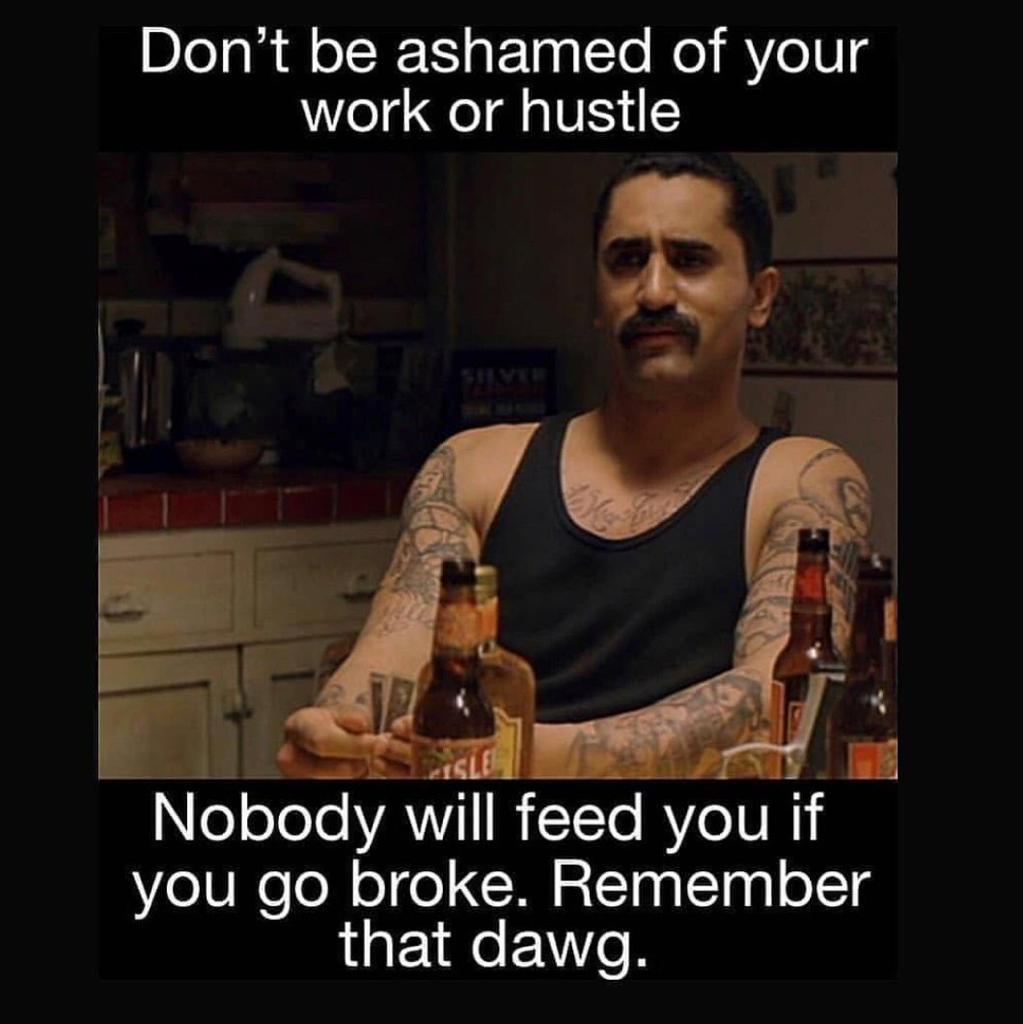 Don't be ashamed of your
work or hustle
SILVER
Nobody will feed you if
you go broke. Remember
that dawg.